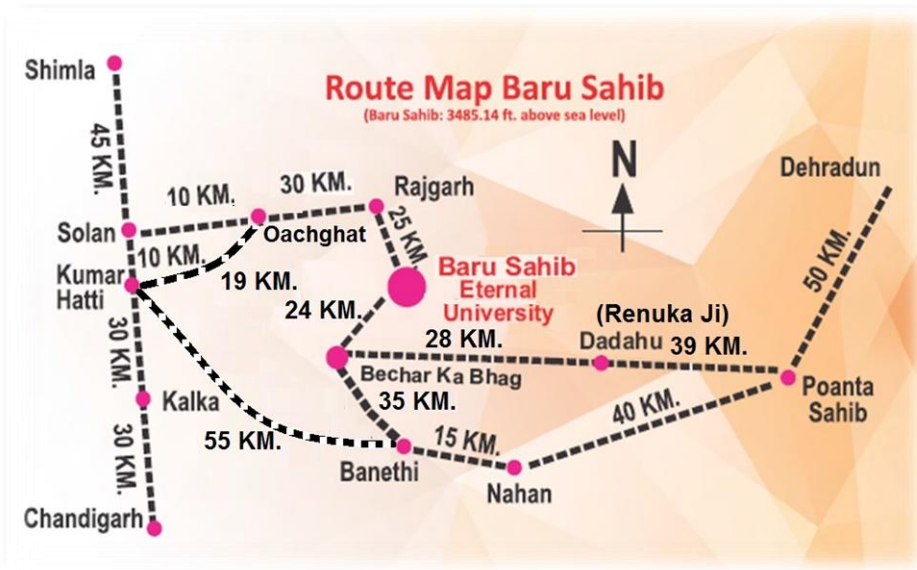 Route Map Baru Sahib
(Baru Sahib: 3485.14 ft. above sea level)
Shimla
N
Dehradun
45 KM.
10 KM.
30 KM.
Rajgarh
Solan
Oachghat
25 KM.
10 KM.
50 KM.
Kumar
Hatti
19 KM.
Baru Sahib
Eternal
University
24 KM.
(Renuka Ji)
28 KM.
Dadahu
39 KM.
30 KM.
Bechar Ka Bhag
Poanta
Sahib
Kalka
35 KM.
40 KM.
55 KM.
15 KM.
30 KM.
Banethi
Nahan
Chandigarh